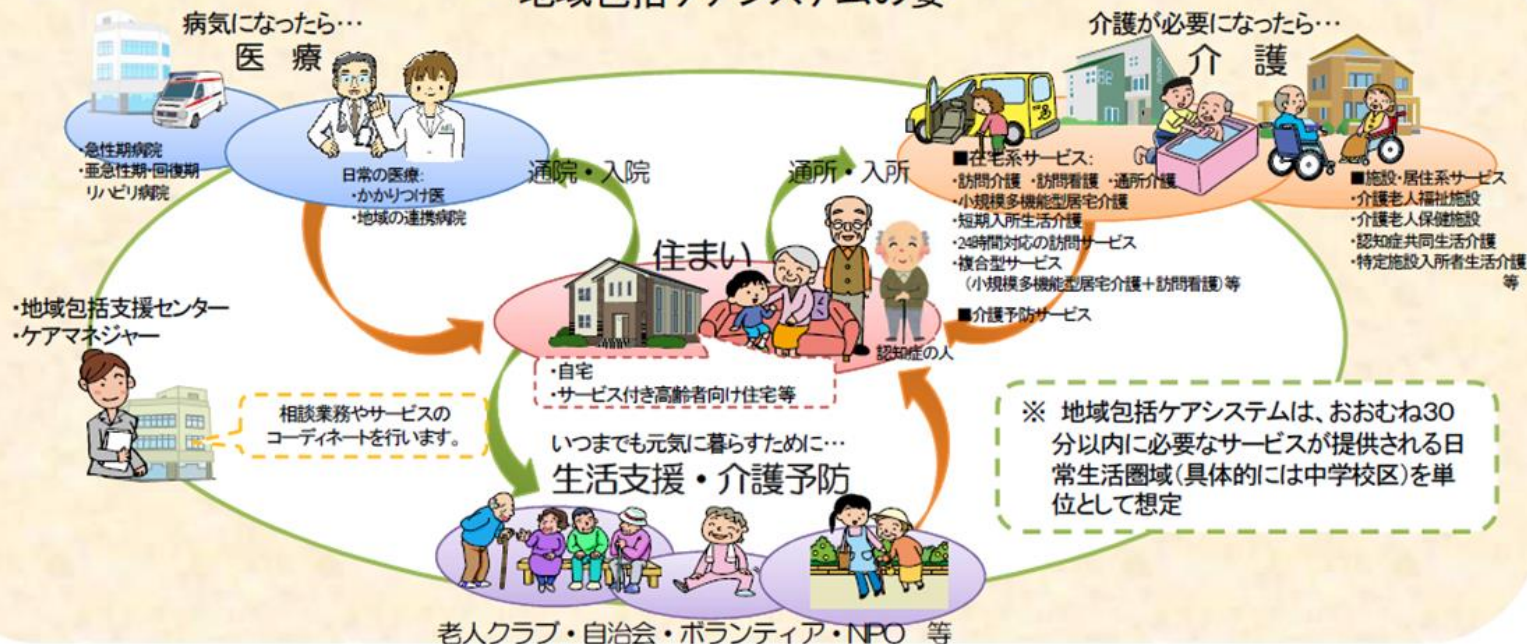 地域包括ケアシステムの姿
病気になったら…
医 療
・急性期病院
・亜急性期・回復期
リハビリ病院
日常の医療:
・かかりつけ医
・地域の連携病院
通院・入院
通所・入所
介護が必要になったら…
介 護
■在宅系サービス:
・訪問介護 ・訪問看護 ・通所介護
・小規模多機能型居宅介護
・短期入所生活介護
・24時間対応の訪問サービス
・複合型サービス
(小規模多機能型居宅介護+訪問看護)等
■介護予防サービス
■施設・居住系サービス
・介護老人福祉施設
・介護老人保健施設
・認知症共同生活介護
・特定施設入所者生活介護
等
住まい
認知症の人
・自宅
・サービス付き高齢者向け住宅等
・地域包括支援センター
・ケアマネジャー
相談業務やサービスの
コーディネートを行います。
いつまでも元気に暮らすために…
生活支援・介護予防
老人クラブ・自治会・ボランティア・NPO 等
※ 地域包括ケアシステムは、おおむね30
分以内に必要なサービスが提供される日
常生活圏域(具体的には中学校区)を単
位として想定